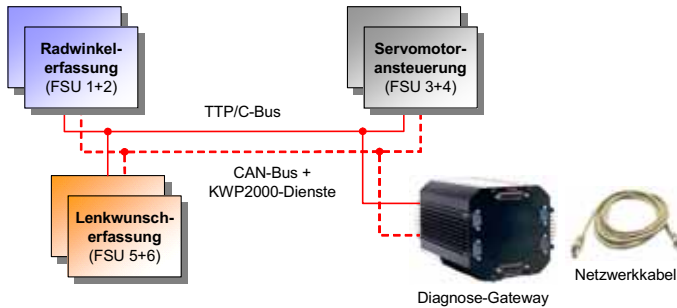 Radwinkel-
erfassung
(FSU 1+2)
Servomotor-
ansteuerung
(FSU 3+4)
TTP/C-Bus
CAN-Bus +
KWP2000-Dienste
Lenkwunsch-
erfassung
(FSU 5+6)
Netzwerkkabel
Diagnose-Gateway